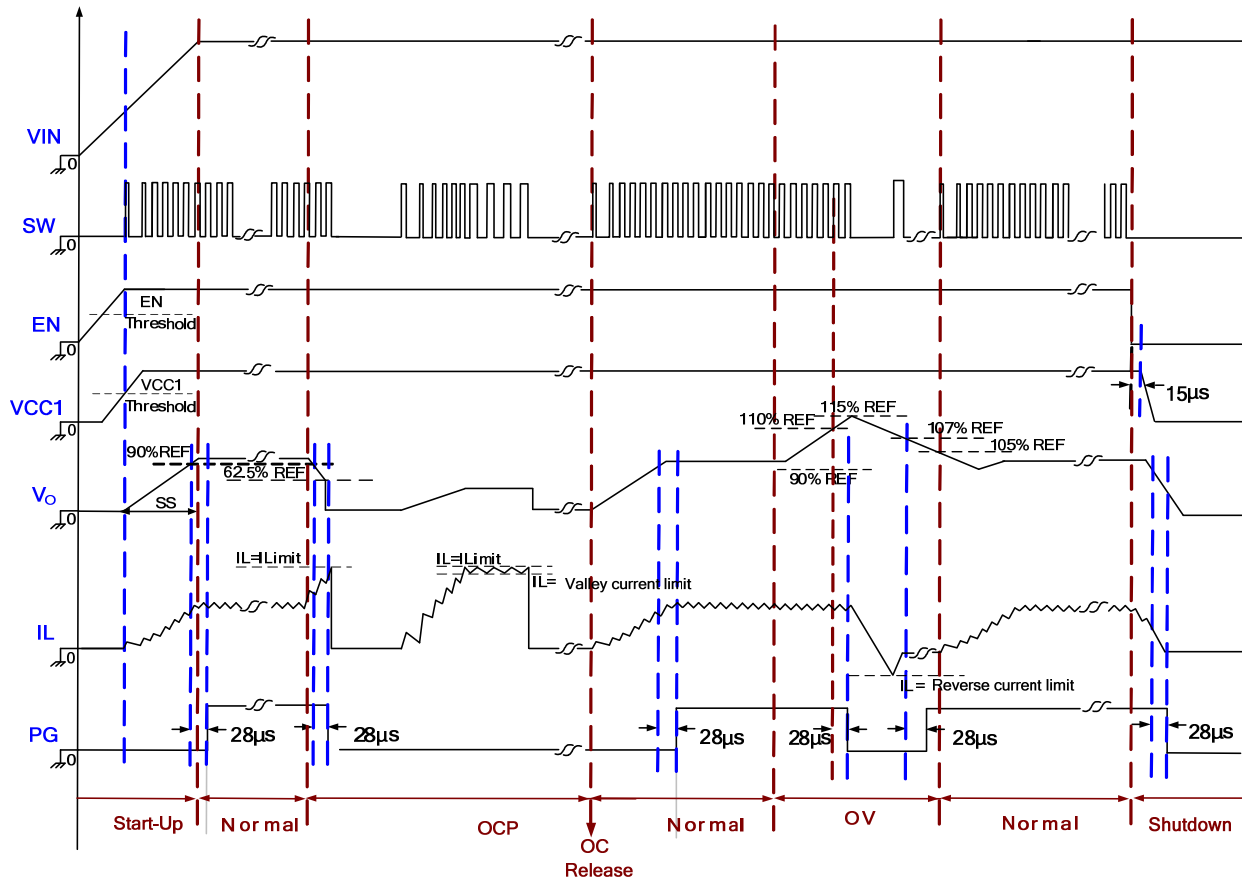 VIN
0
SW
0
EN
Threshold
EN
0
VCC1
Threshold
VCC1
0
15µs
90%REF
62.5% REF
110% REF
115% REF
107% REF
105% REF
90% REF
VO
0
SS
IL=ILimit
IL=ILimit
IL= Valley current limit
IL
0
IL= Reverse current limit
PG
0
28µs
28µs
28µs
28µs
28µs
28µs
Start-Up
Normal
OCP
OC
Release
Normal
OV
Normal
Shutdown